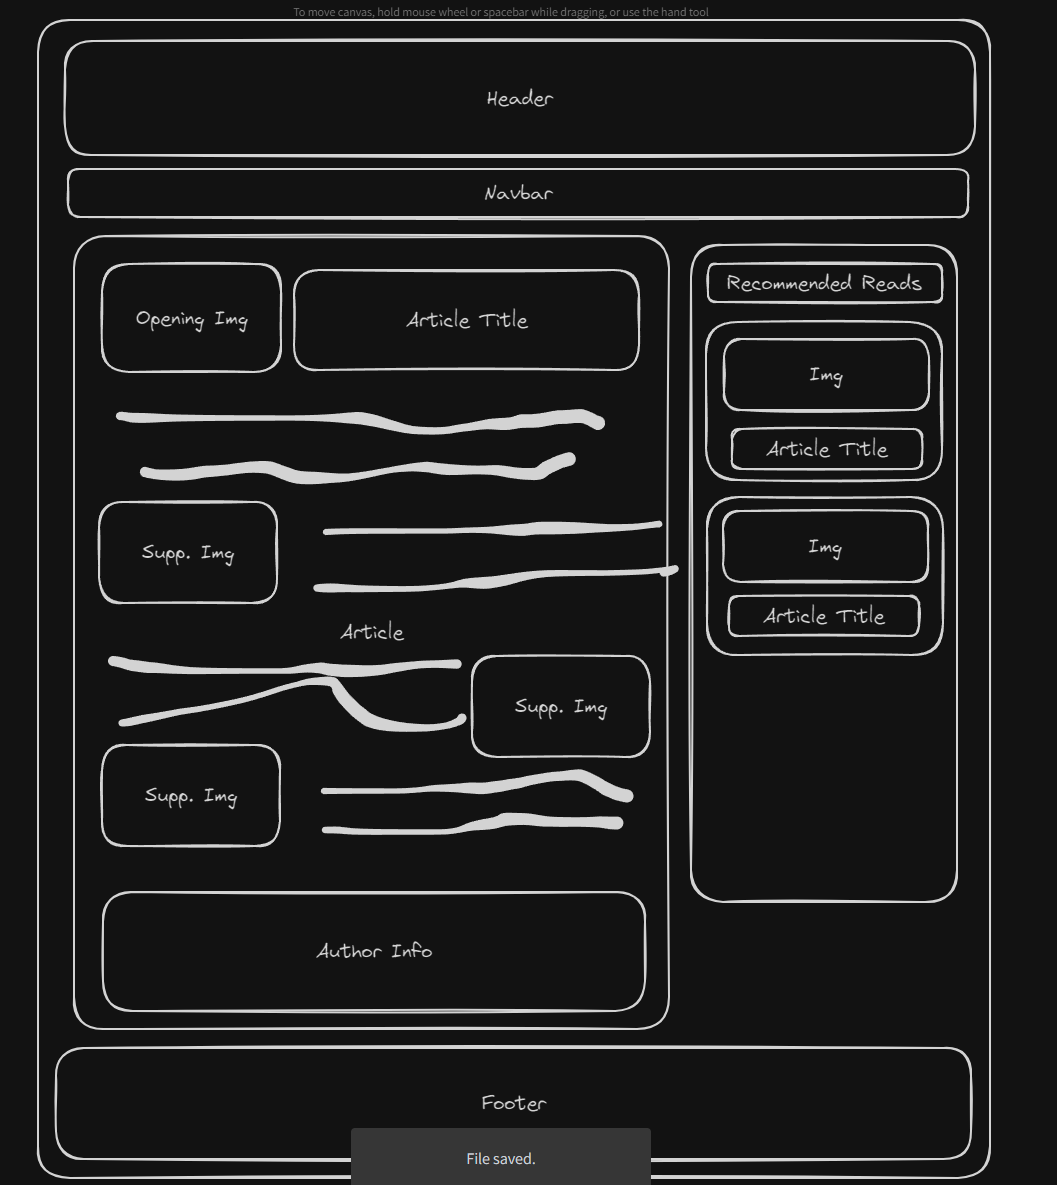 To move canvas, hold mouse wheel or spacebar while dragging, or use the hand tool
Header
Navbar
Opening Img
Article Title
Supp. Img
Article
Supp. Img
Supp. Img
Author Info
Recommended Reads
Img
Article Title
Img
Article Title
Footer
File saved.